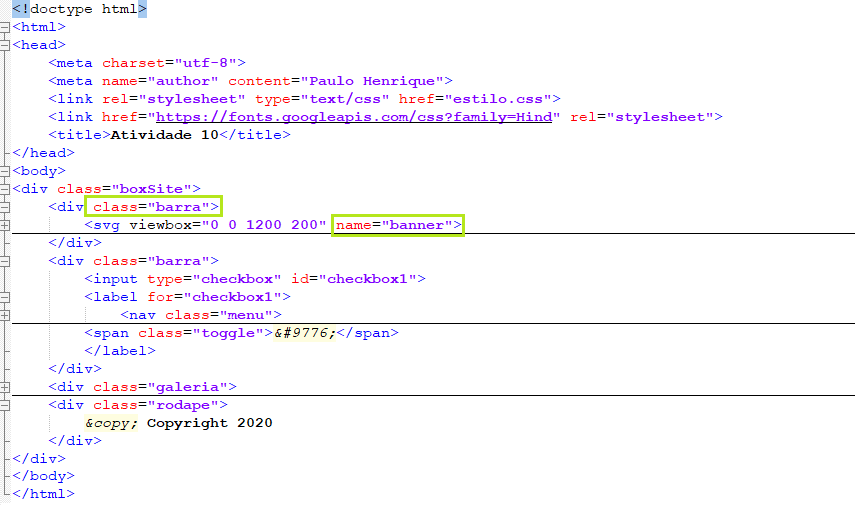 <!doctype html>
<html>
<head>
<meta charset="utf-8">
<meta name="author" content="Paulo Henrique">
<link rel="stylesheet" type="text/css" href="estilo.css">
<link href="https://fonts.googleapis.com/css?family=Hind" rel="stylesheet">
<title>Atividade 10</title>
</head>
<body>
<div class="boxSite">
<div class="barra">
<svg viewbox="0 0 1200 200" name="banner">
</div>
<div class="barra">
<input type="checkbox" id="checkbox1">
<label for="checkbox1">
<nav class="menu">
<span class="toggle">&#9776;</span>
</label>
</div>
<div class="galeria">
<div class="rodape">
&copy; Copyright 2020
</div>
</div>
</body>
</html>